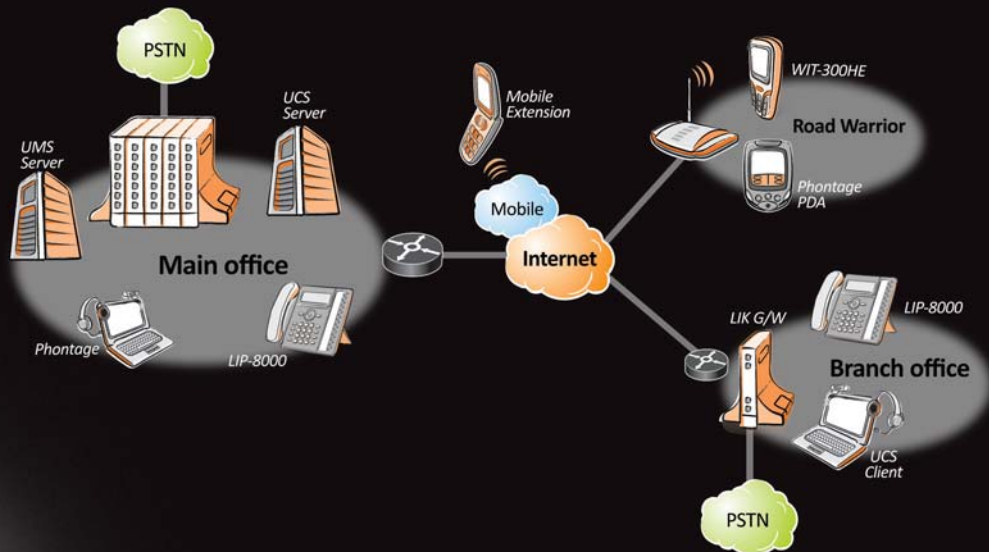 PSTN
UCS
Server
UMS
Server
Main office
Phontage
LIP-8000
Mobile
Extension
Mobile
Internet
WIT-300HE
Road Warrior
Phontage
PDA
LIK G/W
LIP-8000
Branch office
UCS
Client
PSTN